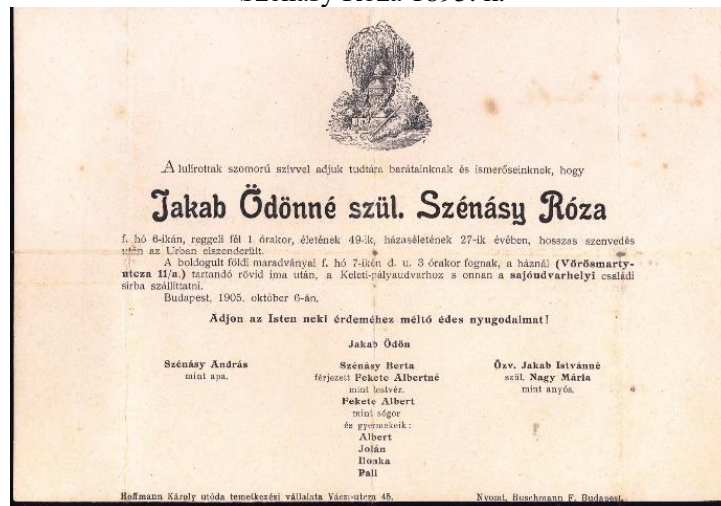 Szénásy Róza 1895. k.
Alulírottak szomorú szívvel adjuk tudtára barátainknak és ismerőseinknek, hogy
Jakab Ödönné szül. Szénásy Róza
f. hó 6-ikán, reggeli fél 1 órakor, életének 49-ik, házaséletének 27-ik évében, hosszas szenvedés
után az Urban elszenderült.
A boldogult földi maradványai f. hó 7-ikén d. u. 3 órakor fognak, a háznál (Vörösmarty-
utcza 11/a.) tartandó rövid ima után, a Keleti-pályaudvarhoz s onnan a sajóudvarhelyi családi
sirba szállittatni.
Budapest, 1905. október 6-án.
Adjon az Isten neki érdeméhez méltó édes nyugodalmat!
Jakab Ödön
Szénásy András
mint apa.
Szénásy Berta
férjezett Fekete Albertné
mint testvér.
Fekete Albert
mint sógor
és gyermekeik:
Albert
Jolán
Ilonka
Pali
Özv. Jakab Istvánné
szül. Nagy Mária
mint anyós.
Hoffmann Károly utóda temetkezési vállalata Váczi-utcza 45.
Nyomt. Buschmann F. Budapest.